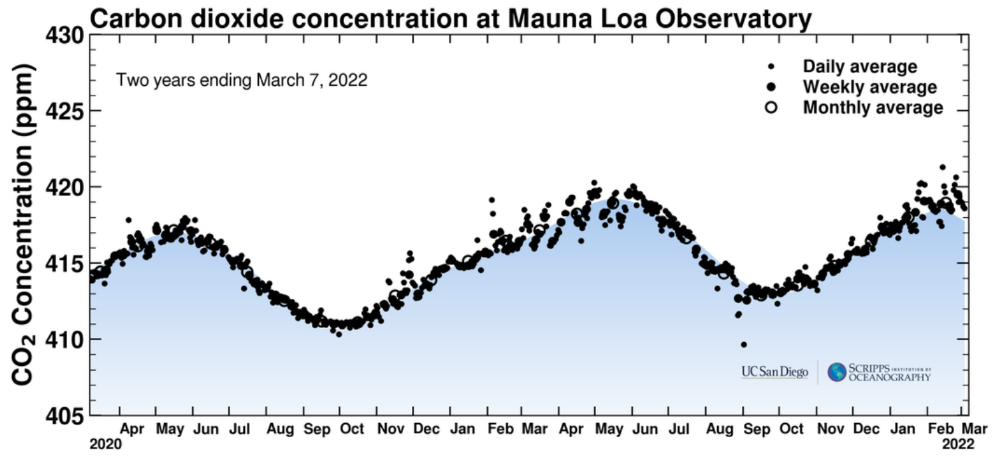 Carbon dioxide concentration at Mauna Loa Observatory
Two years ending March 7, 2022
Daily average
Weekly average
Monthly average
CO₂ Concentration (ppm)
430
425
420
415
410
405
UC San Diego
SCRIPPS INSTITUTION OF
OCEANOGRAPHY
Apr May Jun Jul Aug Sep Oct Nov Dec Jan Feb Mar Apr May Jun Jul Aug Sep Oct Nov Dec Jan Feb Mar
2020 2022